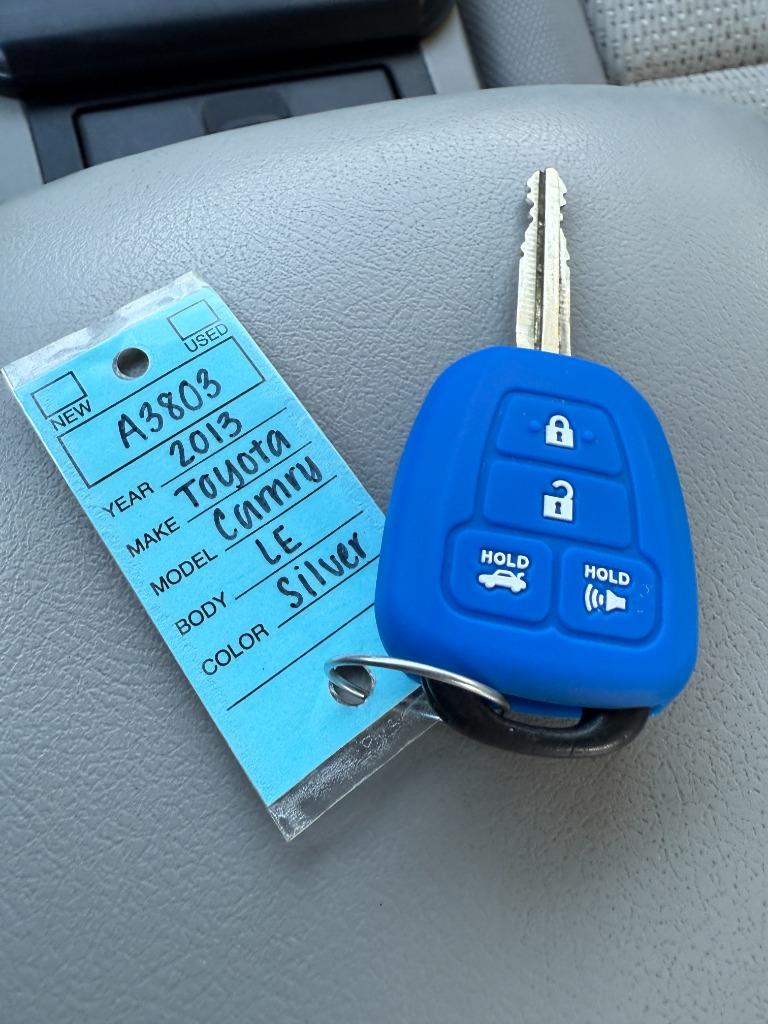 USED
NEW
A3803
YEAR 2013
MAKE Toyota
MODEL Camry
BODY LE
COLOR Silver
HOLD
HOLD